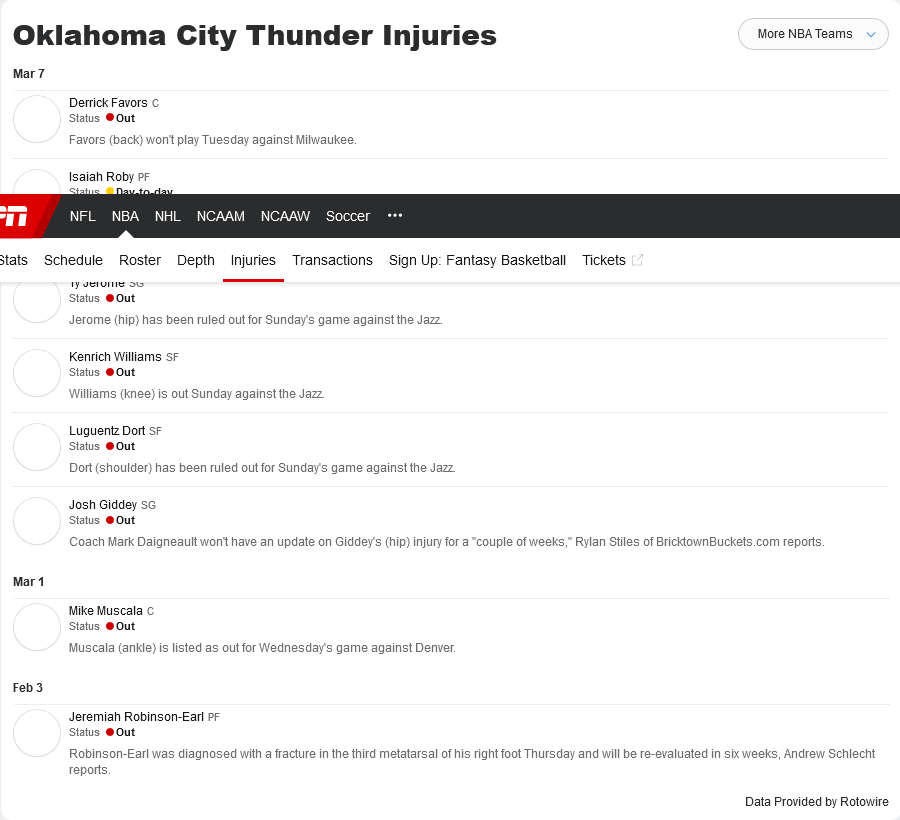 Oklahoma City Thunder Injuries
More NBA Teams
Mar 7
Derrick Favors C
Status Out
Favors (back) won't play Tuesday against Milwaukee.
Isaiah Roby PF
Status Day-to-day
NFL NBA NHL NCAAM NCAAW Soccer •••
Stats Schedule Roster Depth Injuries Transactions Sign Up: Fantasy Basketball Tickets
Ty Jerome SG
Status Out
Jerome (hip) has been ruled out for Sunday's game against the Jazz.
Kenrich Williams SF
Status Out
Williams (knee) is out Sunday against the Jazz.
Luguentz Dort SF
Status Out
Dort (shoulder) has been ruled out for Sunday's game against the Jazz.
Josh Giddey SG
Status Out
Coach Mark Daigneault won't have an update on Giddey's (hip) injury for a "couple of weeks," Rylan Stiles of BricktownBuckets.com reports.
Mar 1
Mike Muscala C
Status Out
Muscala (ankle) is listed as out for Wednesday's game against Denver.
Feb 3
Jeremiah Robinson-Earl PF
Status Out
Robinson-Earl was diagnosed with a fracture in the third metatarsal of his right foot Thursday and will be re-evaluated in six weeks, Andrew Schlecht
reports.
Data Provided by Rotowire